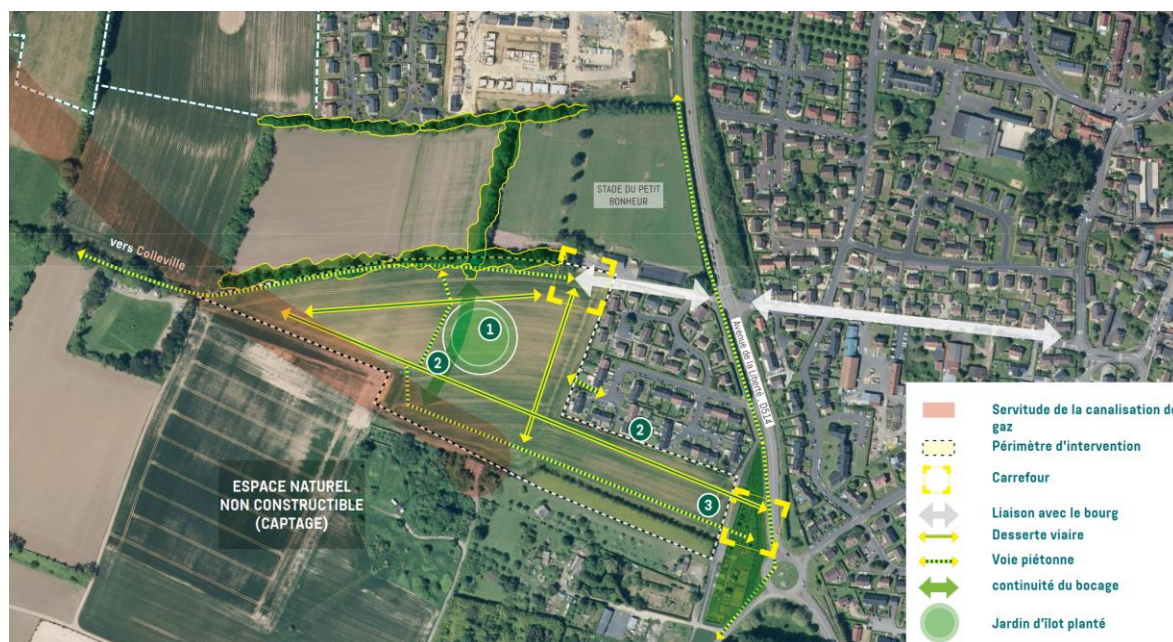 STADE DU PETIT
BONHEUR
vers Colleville
1
2
Avenue de la Liberté . D514
2
3
ESPACE NATUREL
NON CONSTRUCTIBLE
(CAPTAGE)
Servitude de la canalisation de
gaz
Périmètre d'intervention
Carrefour
Liaison avec le bourg
Desserte viaire
Voie piétonne
continuité du bocage
Jardin d'îlot planté